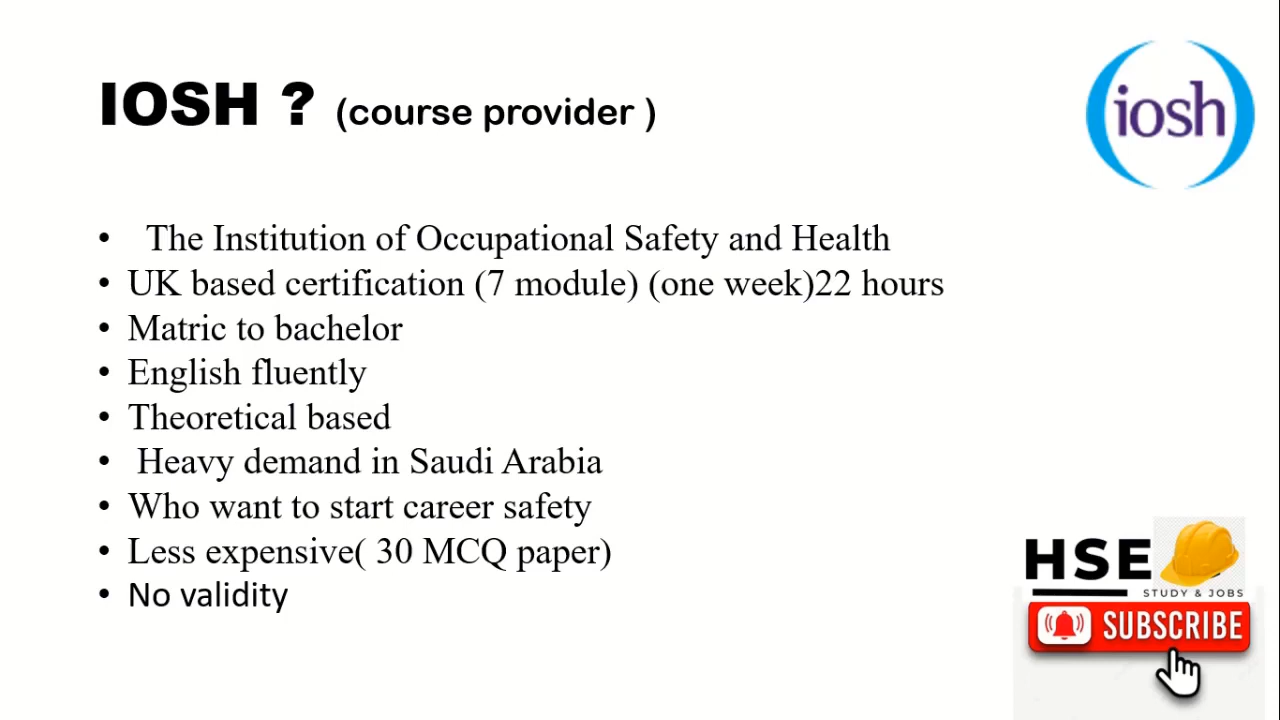 IOSH ? (course provider )
(iosh)
• The Institution of Occupational Safety and Health
• UK based certification (7 module) (one week)22 hours
• Matric to bachelor
• English fluently
• Theoretical based
• Heavy demand in Saudi Arabia
• Who want to start career safety
• Less expensive( 30 MCQ paper)
• No validity
HSE
STUDY & JOBS
SUBSCRIBE